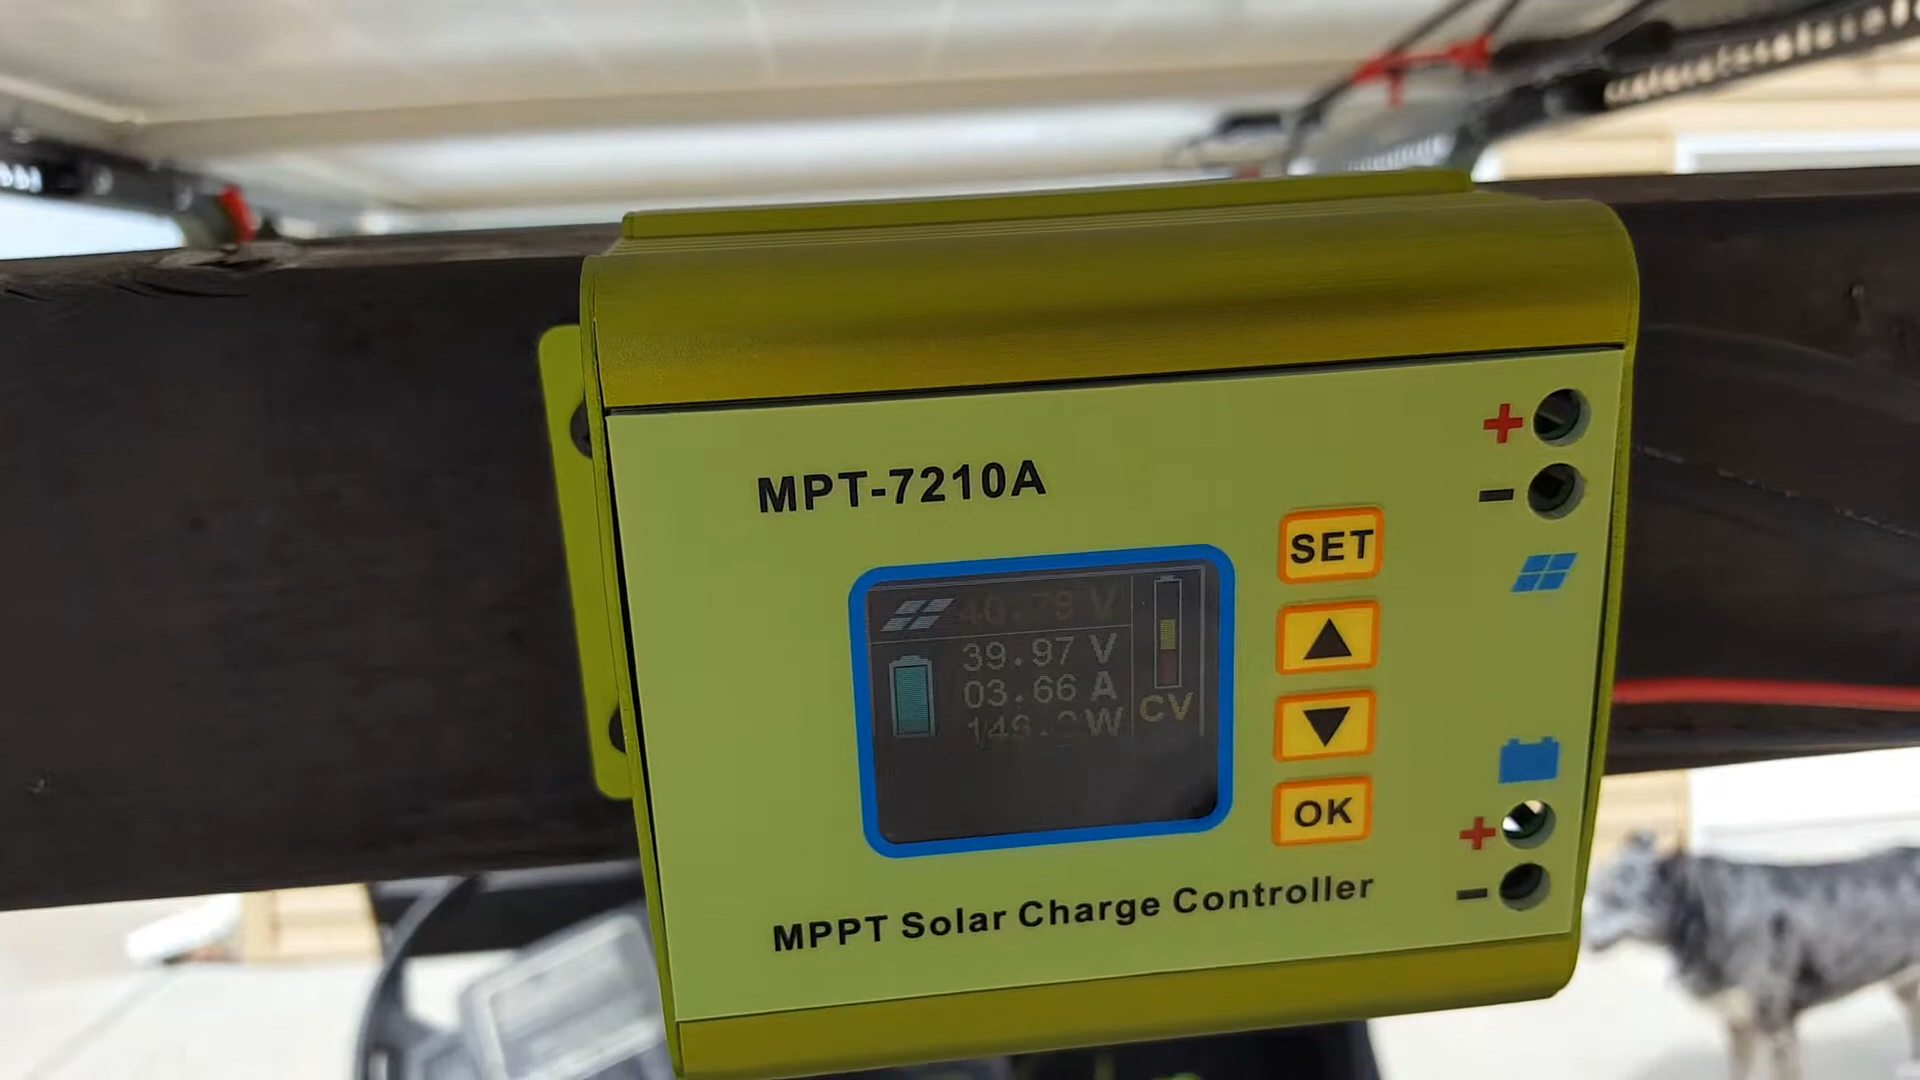 MPT-7210A
SET
39.97 V
03.66 A
W
CV
OK
MPPT Solar Charge Controller